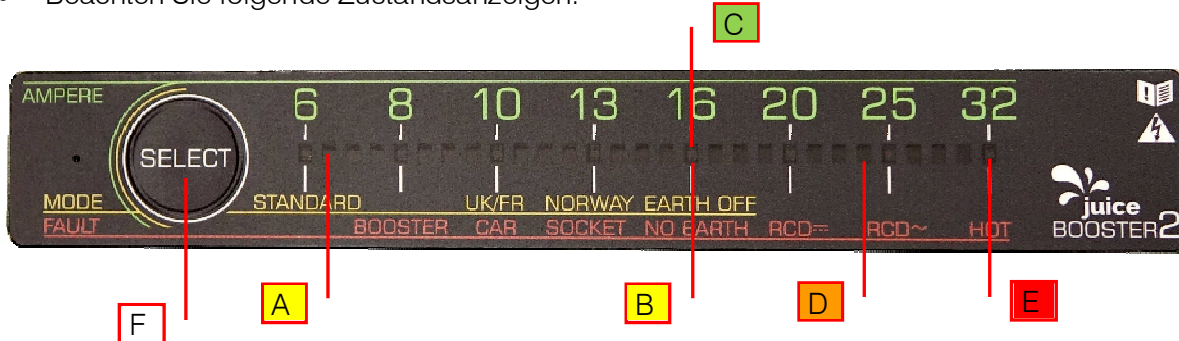 Beachten Sie folgende Zustandsanzeigen:
C
AMPERE 6 8 10 13 16 20 25 32
SELECT
MODE STANDARD UK/FR NORWAY EARTH OFF
FAULT BOOSTER CAR SOCKET NO EARTH RCD⎓ RCD~ HOT
juice
BOOSTER2
F A B D E